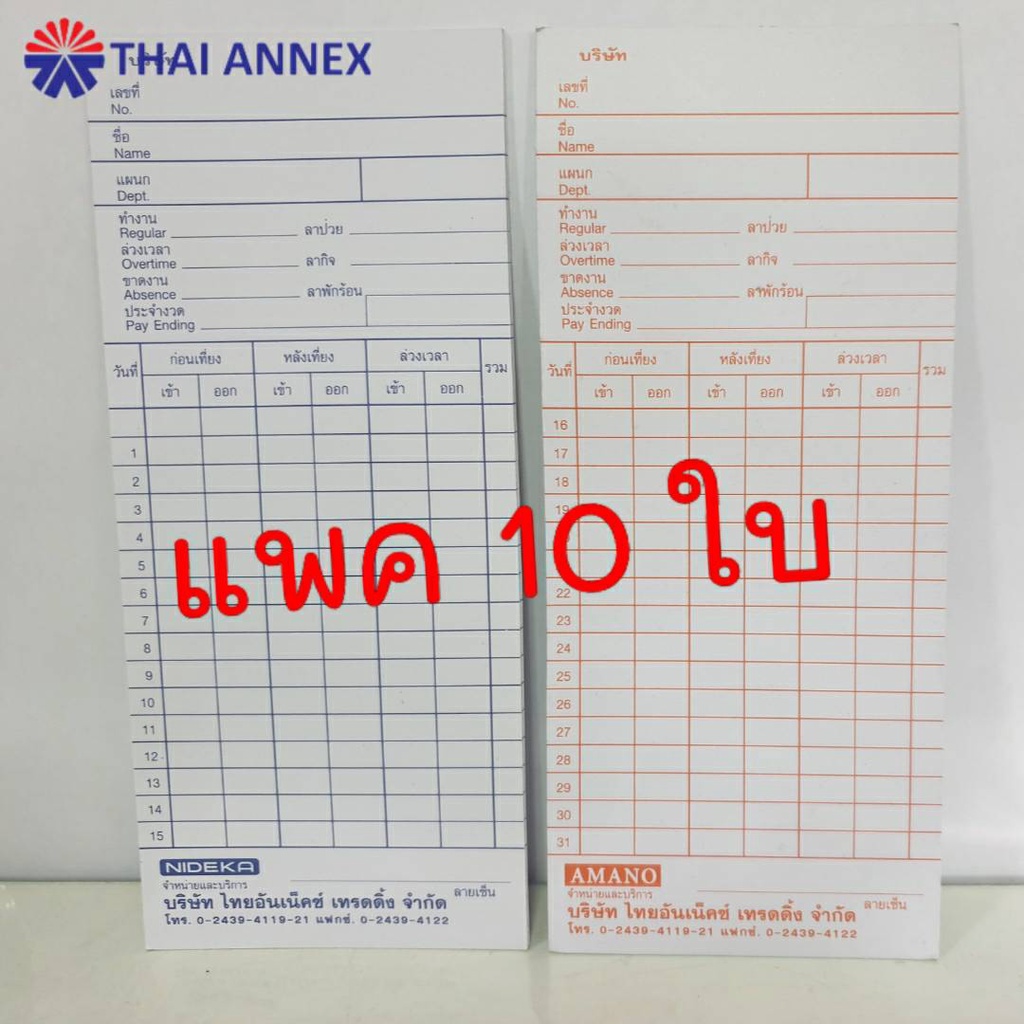 THAI ANNEX
บริษัท
เลขที่
No.
ชื่อ
Name
แผนก
Dept.
ทำงาน
Regular ลาป่วย
ล่วงเวลา
Overtime ลากิจ
ขาดงาน
Absence ลาพักร้อน
ประจำงวด
Pay Ending
วันที่ ก่อนเที่ยง หลังเที่ยง ล่วงเวลา รวม
เข้า ออก เข้า ออก เข้า ออก
1
2
3
4
5
6
7
8
9
10
11
12
13
14
15
NIDEKA
จำหน่ายและบริการ
บริษัท ไทยอันเน็คซ์ เทรดดิ้ง จำกัด ลายเซ็น
โทร. 0-2439-4119-21 แฟกซ์. 0-2439-4122
บริษัท
เลขที่
No.
ชื่อ
Name
แผนก
Dept.
ทำงาน
Regular ลาป่วย
ล่วงเวลา
Overtime ลากิจ
ขาดงาน
Absence ลาพักร้อน
ประจำงวด
Pay Ending
วันที่ ก่อนเที่ยง หลังเที่ยง ล่วงเวลา รวม
เข้า ออก เข้า ออก เข้า ออก
16
17
18
19
22
23
24
25
26
27
28
29
30
31
AMANO
จำหน่ายและบริการ
บริษัท ไทยอันเน็คซ์ เทรดดิ้ง จำกัด ลายเซ็น
โทร. 0-2439-4119-21 แฟกซ์. 0-2439-4122
แพค 10 ใบ